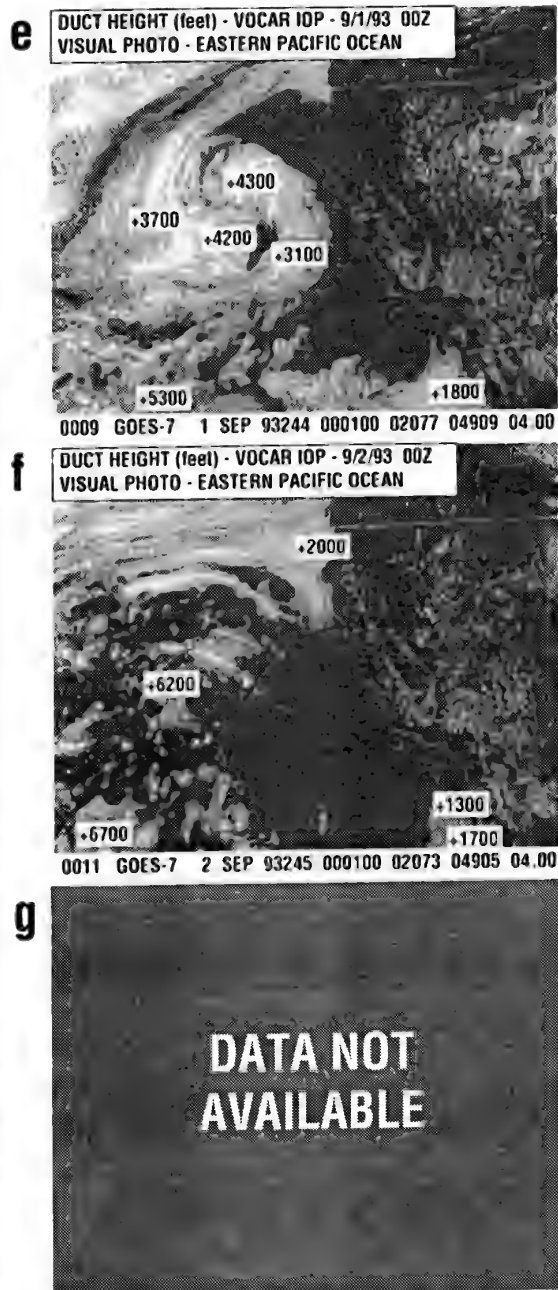 e
DUCT HEIGHT (feet) - VOCAR IOP - 9/1/93 00Z
VISUAL PHOTO - EASTERN PACIFIC OCEAN
+4300
+3700
+4200
+3100
+5300
+1800
0009 GOES-7 1 SEP 93244 000100 02077 04909 04.00
f
DUCT HEIGHT (feet) - VOCAR IOP - 9/2/93 00Z
VISUAL PHOTO - EASTERN PACIFIC OCEAN
+2000
+6200
+1300
+6700
+1700
0011 GOES-7 2 SEP 93245 000100 02073 04905 04.00
g
DATA NOT
AVAILABLE